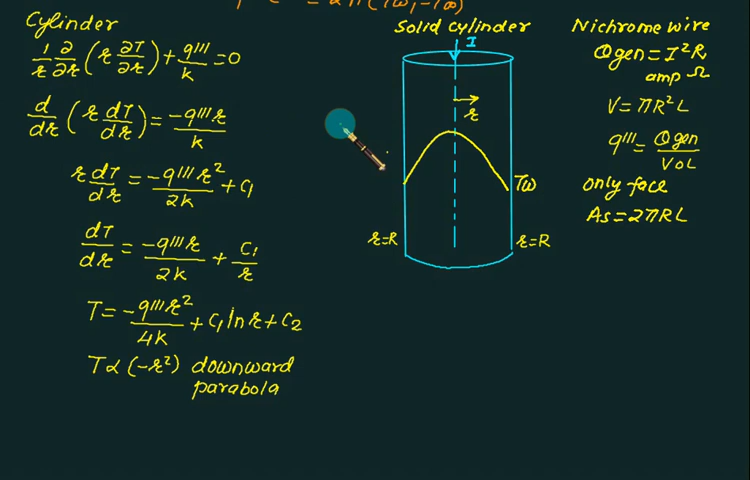 Cylinder
1/r ∂/∂r (r ∂T/∂r) + q'''/k = 0
d/dr (r dT/dr) = -q'''r/k
r dT/dr = -q'''r²/2k + C₁
dT/dr = -q'''r/2k + C₁/r
T = -q'''r²/4k + C₁ ln r + C₂
T α (-r²) downward
parabola
Solid cylinder
I
r
Tω
r=R
r=R
Nichrome wire
Qgen = I²R
amp Ω
V = πR²L
q''' = Qgen/Vol
only face
As = 2πRL